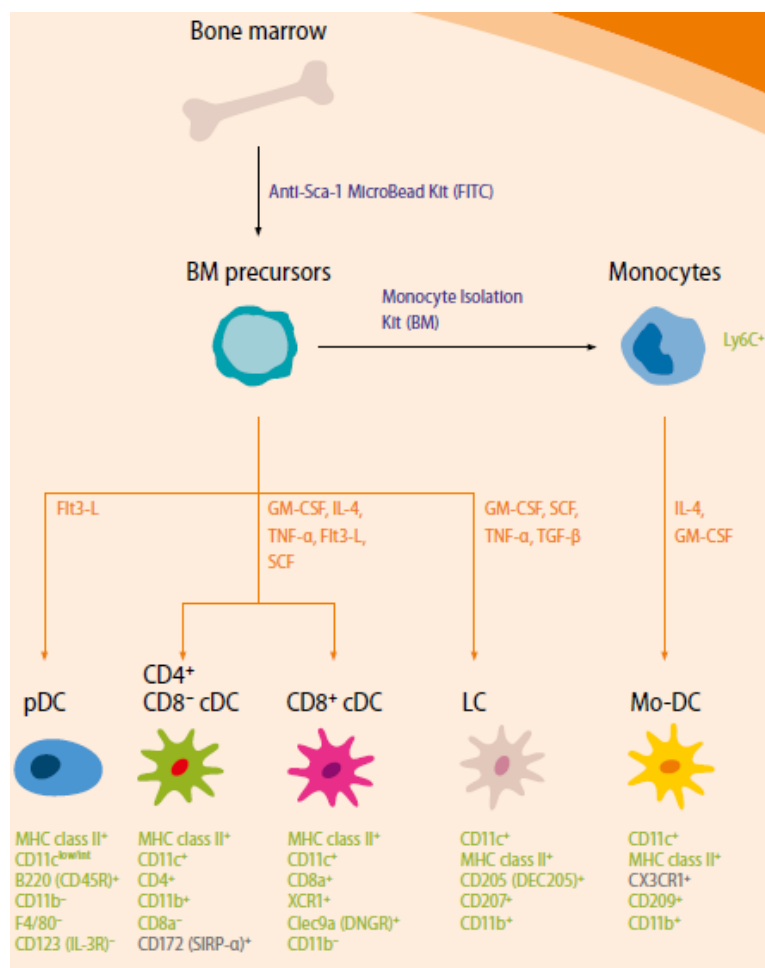 Bone marrow
Anti-Sca-1 MicroBead Kit (FITC)
BM precursors
Monocytes
Monocyte Isolation
Kit (BM)
Ly6C⁺
Flt3-L
GM-CSF, IL-4,
TNF-α, Flt3-L,
SCF
GM-CSF, SCF,
TNF-α, TGF-β
IL-4,
GM-CSF
pDC
CD4⁺
CD8⁻ cDC
CD8⁺ cDC
LC
Mo-DC
MHC class II⁺
CD11c^low/int
B220 (CD45R)⁺
CD11b⁻
F4/80⁻
CD123 (IL-3R)⁻
MHC class II⁺
CD11c⁺
CD4⁺
CD11b⁺
CD8a⁻
CD172 (SIRP-α)⁺
MHC class II⁺
CD11c⁺
CD8a⁺
XCR1⁺
Clec9a (DNGR)⁺
CD11b⁻
CD11c⁺
MHC class II⁺
CD205 (DEC205)⁺
CD207⁺
CD11b⁺
CD11c⁺
MHC class II⁺
CX3CR1⁺
CD209⁺
CD11b⁺